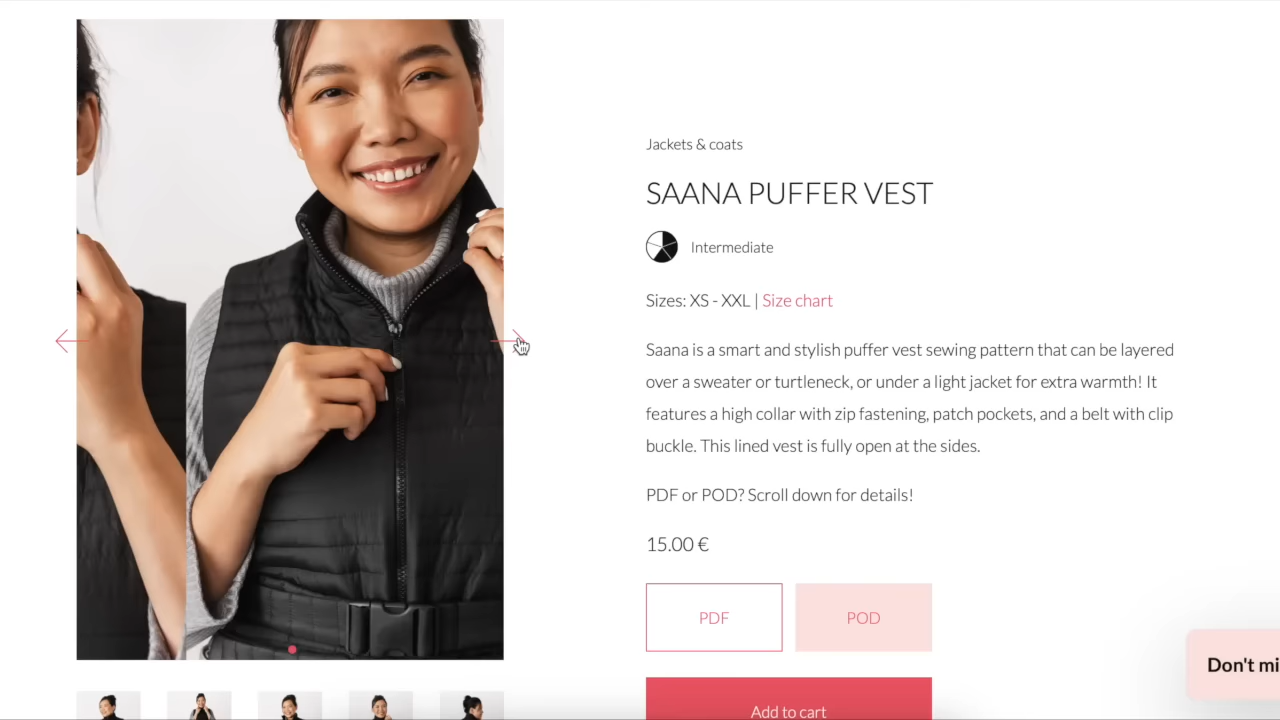 Jackets & coats
SAANA PUFFER VEST
Intermediate
Sizes: XS - XXL | Size chart
Saana is a smart and stylish puffer vest sewing pattern that can be layered
over a sweater or turtleneck, or under a light jacket for extra warmth! It
features a high collar with zip fastening, patch pockets, and a belt with clip
buckle. This lined vest is fully open at the sides.
PDF or POD? Scroll down for details!
15.00 €
PDF
POD
Don't mi
Add to cart